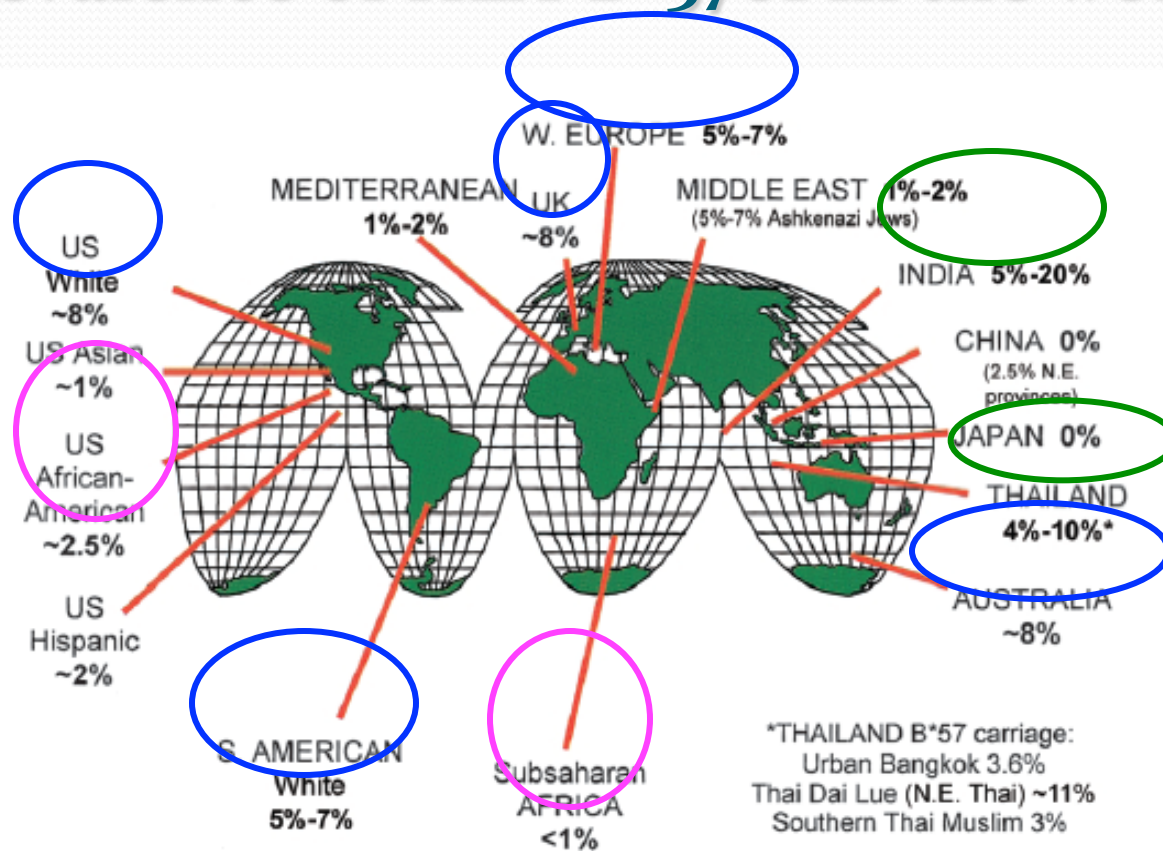 W. EUROPE 5%-7%
MEDITERRANEAN
1%-2%
UK
~8%
MIDDLE EAST 1%-2%
(5%-7% Ashkenazi Jews)
US
White
~8%
INDIA 5%-20%
US Asian
~1%
CHINA 0%
(2.5% N.E.
provinces)
JAPAN 0%
US
African-
American
~2.5%
THAILAND
4%-10%*
AUSTRALIA
~8%
US
Hispanic
~2%
S. AMERICAN
White
5%-7%
Subsaharan
AFRICA
<1%
*THAILAND B*57 carriage:
Urban Bangkok 3.6%
Thai Dai Lue (N.E. Thai) ~11%
Southern Thai Muslim 3%